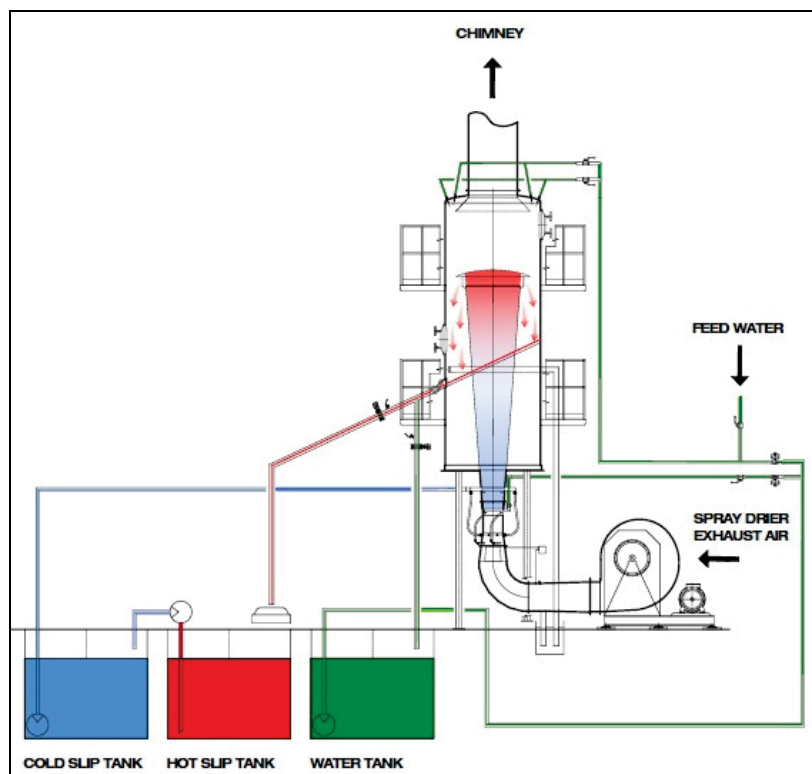 CHIMNEY
FEED WATER
SPRAY DRIER
EXHAUST AIR
COLD SLIP TANK
HOT SLIP TANK
WATER TANK